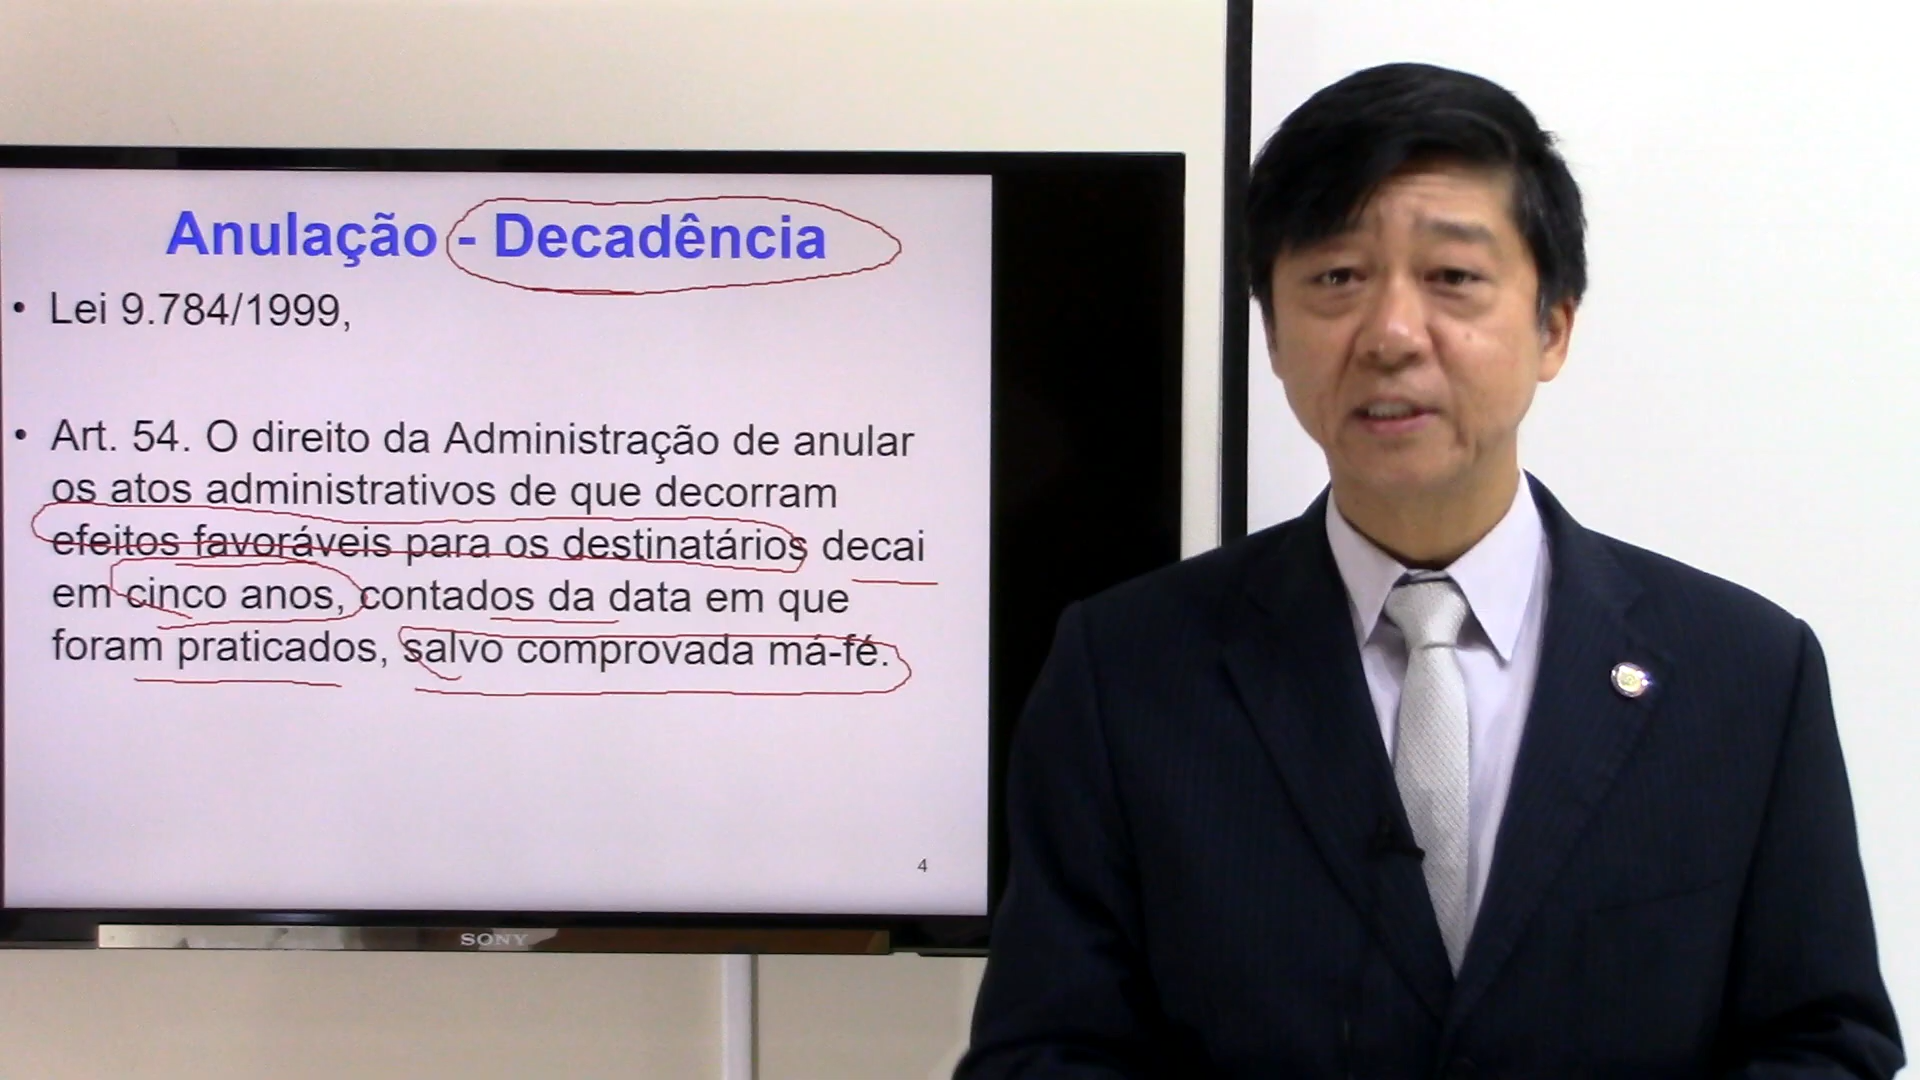 Anulação - Decadência
• Lei 9.784/1999,
• Art. 54. O direito da Administração de anular
os atos administrativos de que decorram
efeitos favoráveis para os destinatários decai
em cinco anos, contados da data em que
foram praticados, salvo comprovada má-fé.
4
SONY